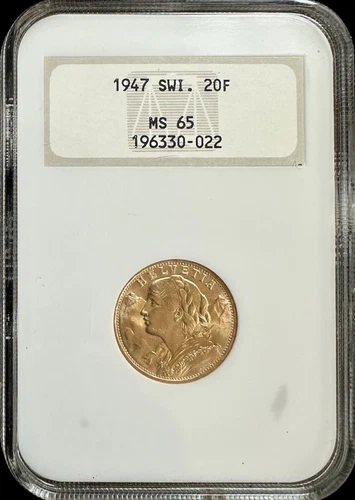 1947 SWI. 20F
MS 65
196330-022
HELVETIA